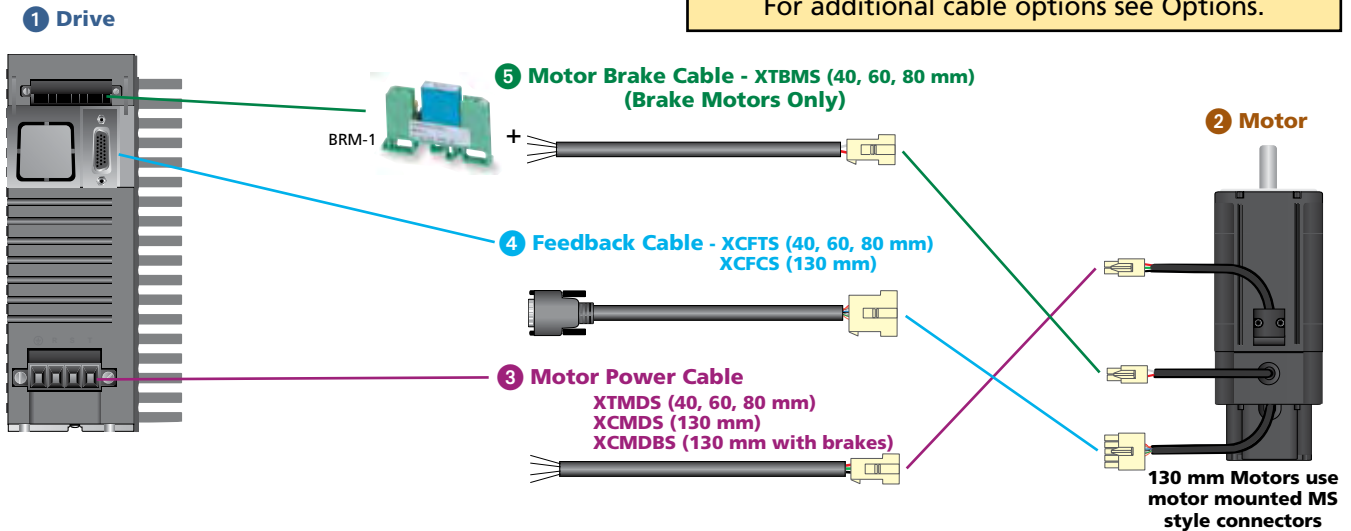 For additional cable options see Options.
1 Drive
5 Motor Brake Cable - XTBMS (40, 60, 80 mm)
(Brake Motors Only)
BRM-1
+
2 Motor
4 Feedback Cable - XCFTS (40, 60, 80 mm)
XCFCS (130 mm)
3 Motor Power Cable
XTMDS (40, 60, 80 mm)
XCMDS (130 mm)
XCMDBS (130 mm with brakes)
130 mm Motors use
motor mounted MS
style connectors